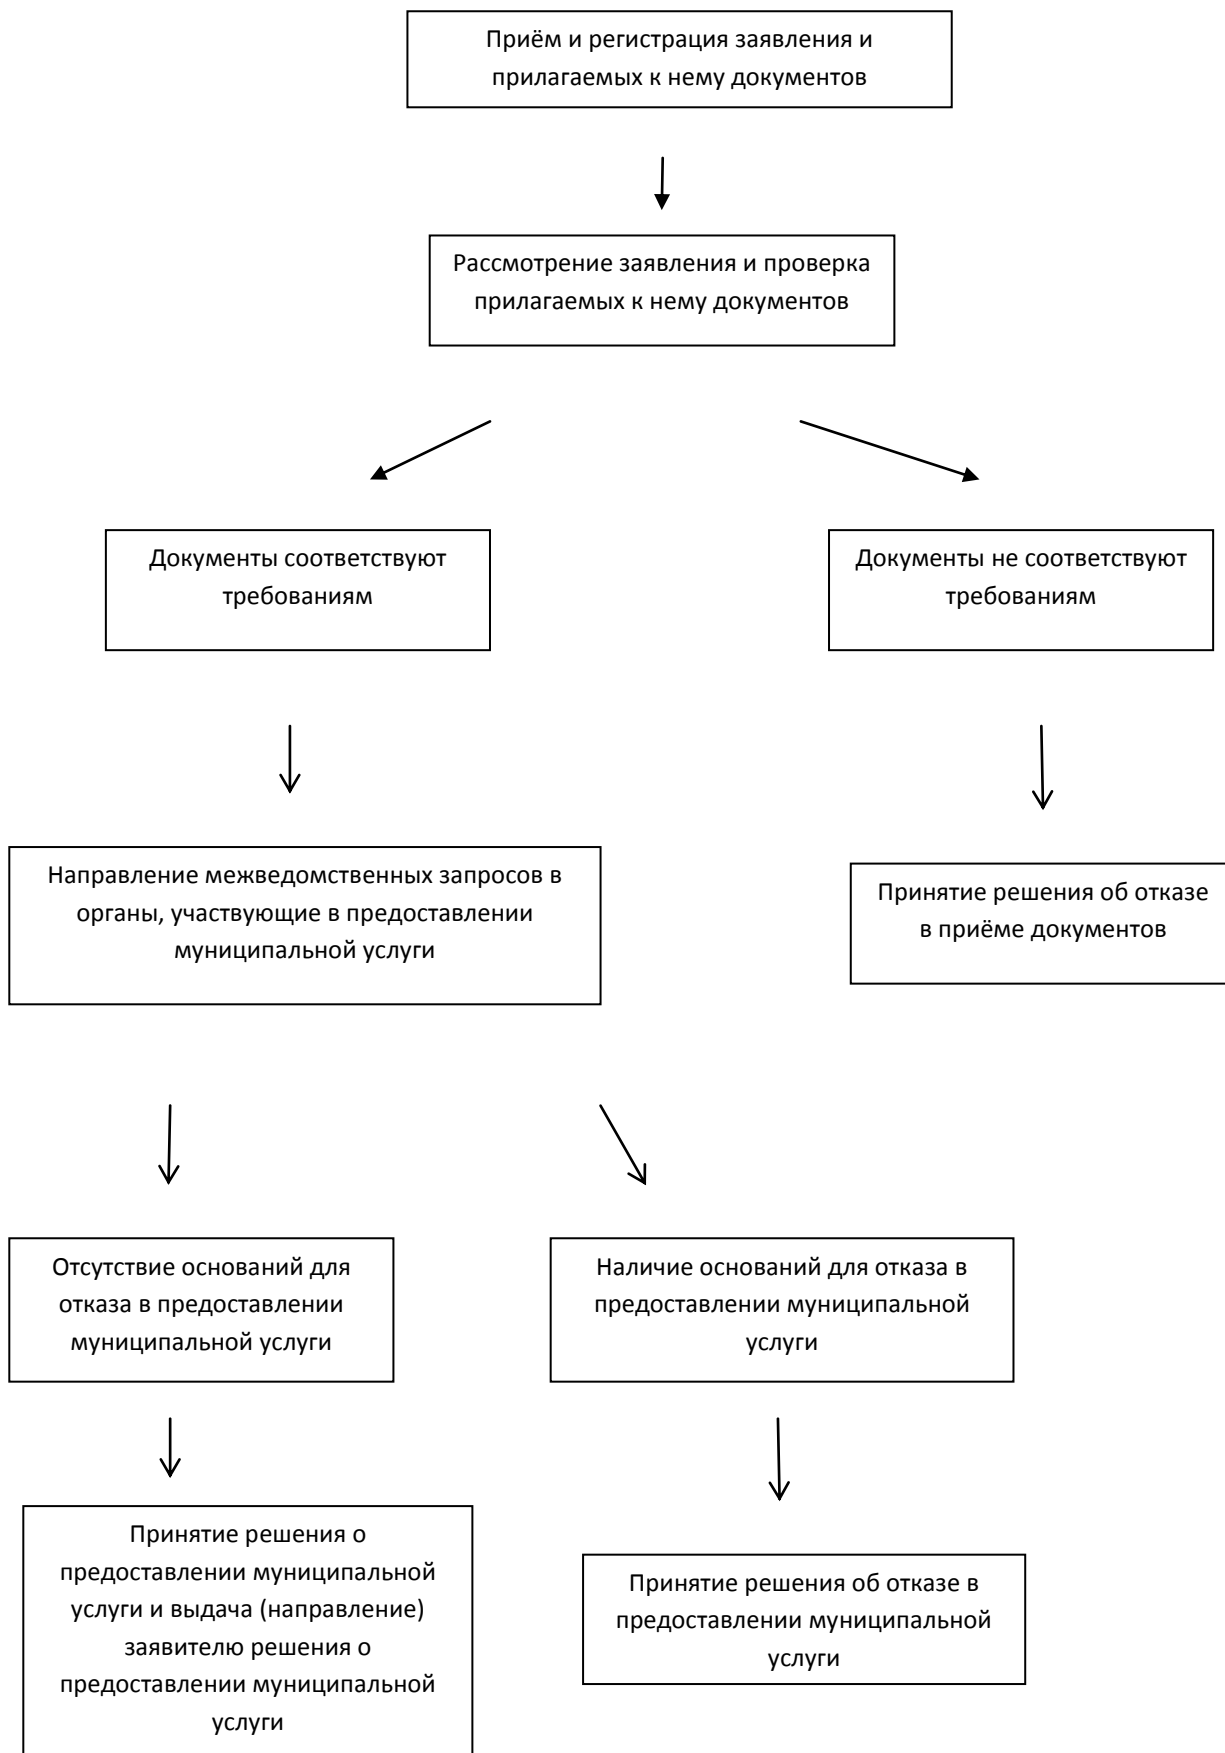 Приём и регистрация заявления и
прилагаемых к нему документов
Рассмотрение заявления и проверка
прилагаемых к нему документов
Документы соответствуют
требованиям
Документы не соответствуют
требованиям
Направление межведомственных запросов в
органы, участвующие в предоставлении
муниципальной услуги
Принятие решения об отказе
в приёме документов
Отсутствие оснований для
отказа в предоставлении
муниципальной услуги
Наличие оснований для отказа в
предоставлении муниципальной
услуги
Принятие решения о
предоставлении муниципальной
услуги и выдача (направление)
заявителю решения о
предоставлении муниципальной
услуги
Принятие решения об отказе в
предоставлении муниципальной
услуги